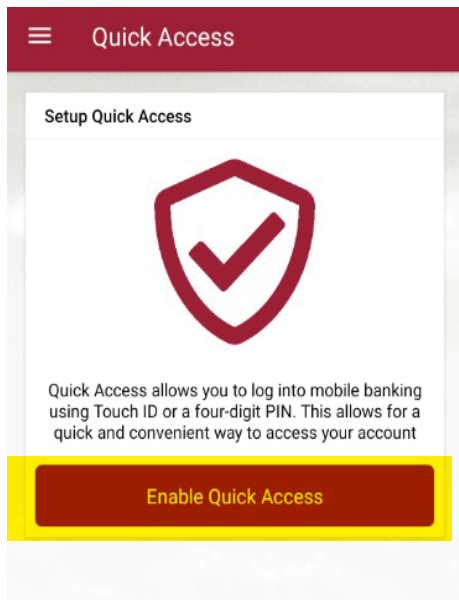 Quick Access
Setup Quick Access
Quick Access allows you to log into mobile banking
using Touch ID or a four-digit PIN. This allows for a
quick and convenient way to access your account
Enable Quick Access